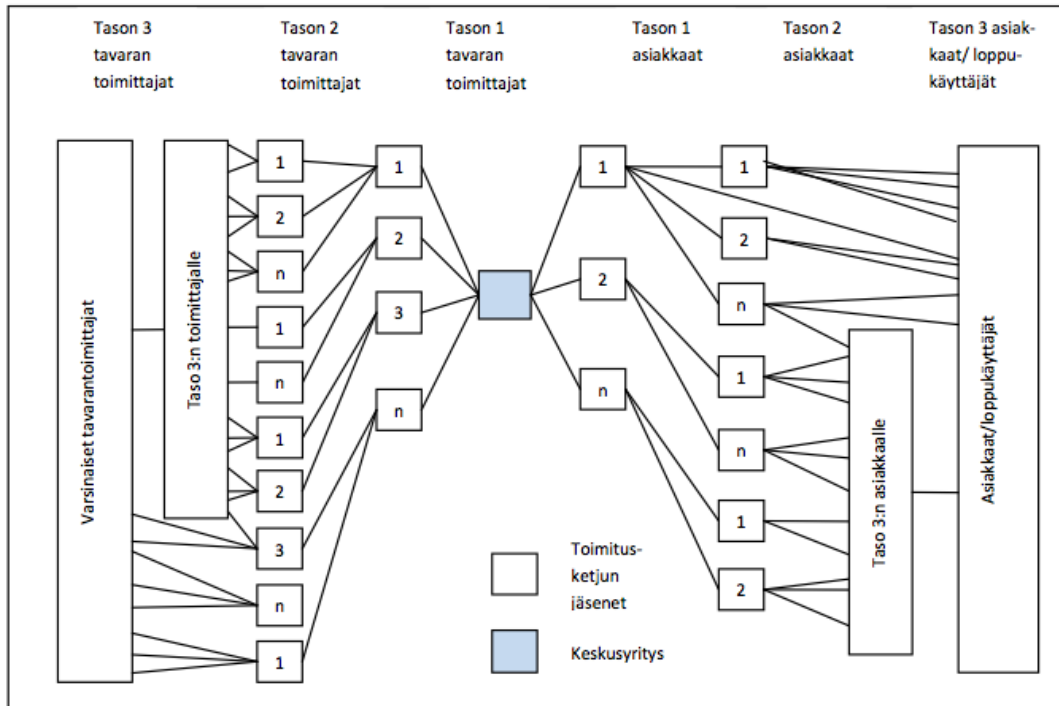 Tason 3
tavaran
toimittajat
Tason 2
tavaran
toimittajat
Tason 1
tavaran
toimittajat
Tason 1
asiakkaat
Tason 2
asiakkaat
Tason 3 asiak-
kaat/ loppu-
käyttäjät
Varsinaiset tavarantoimittajat
Taso 3:n toimittajalle
1
2
n
1
n
1
2
3
n
1
1
2
3
n
1
2
n
1
2
n
1
n
1
2
Taso 3:n asiakkaalle
Asiakkaat/loppukäyttäjät
Toimitus-
ketjun
jäsenet
Keskusyritys